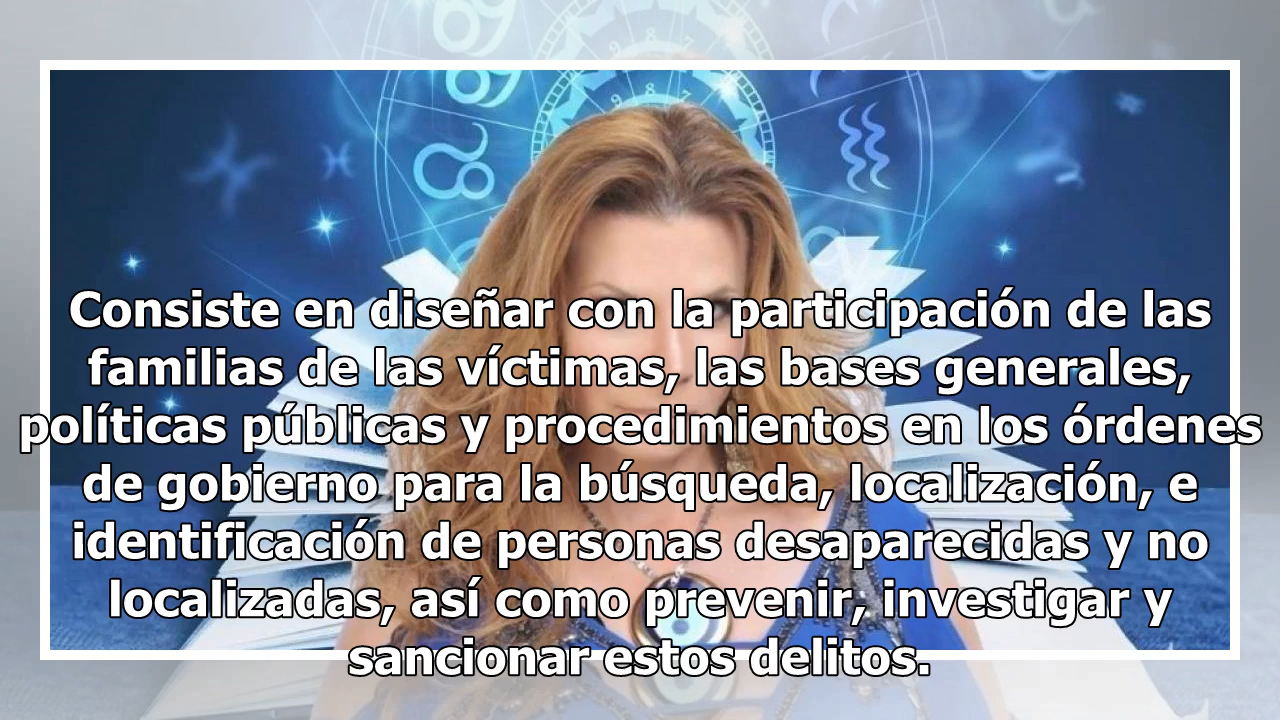 Consiste en diseñar con la participación de las
familias de las víctimas, las bases generales,
políticas públicas y procedimientos en los órdenes
de gobierno para la búsqueda, localización, e
identificación de personas desaparecidas y no
localizadas, así como prevenir, investigar y
sancionar estos delitos.